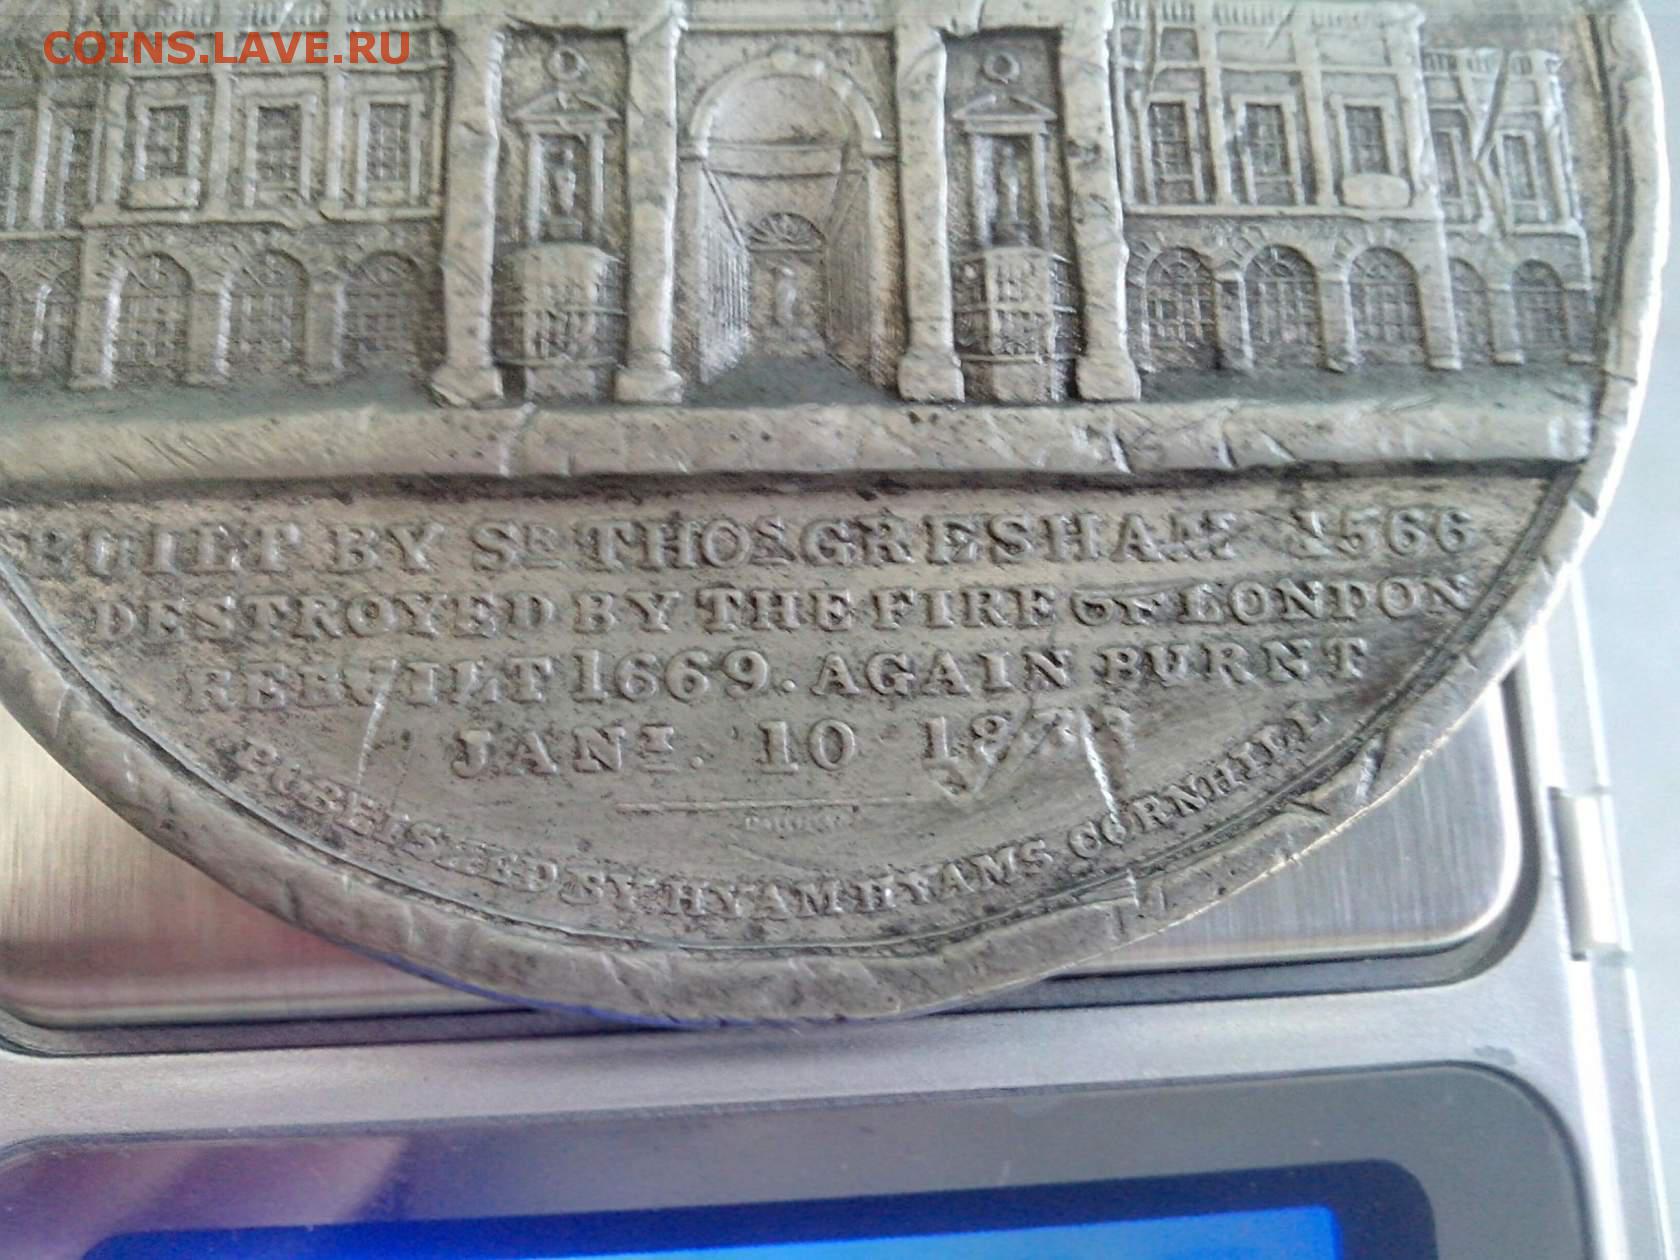 COINS.LAVE.RU
BUILT BY SR THOS GRESHAM 1566
DESTROYED BY THE FIRE OF LONDON
REBUILT 1669. AGAIN BURNT
JANY. 10 1838
PUBLISHED BY HYAM HYAMS CORNHILL